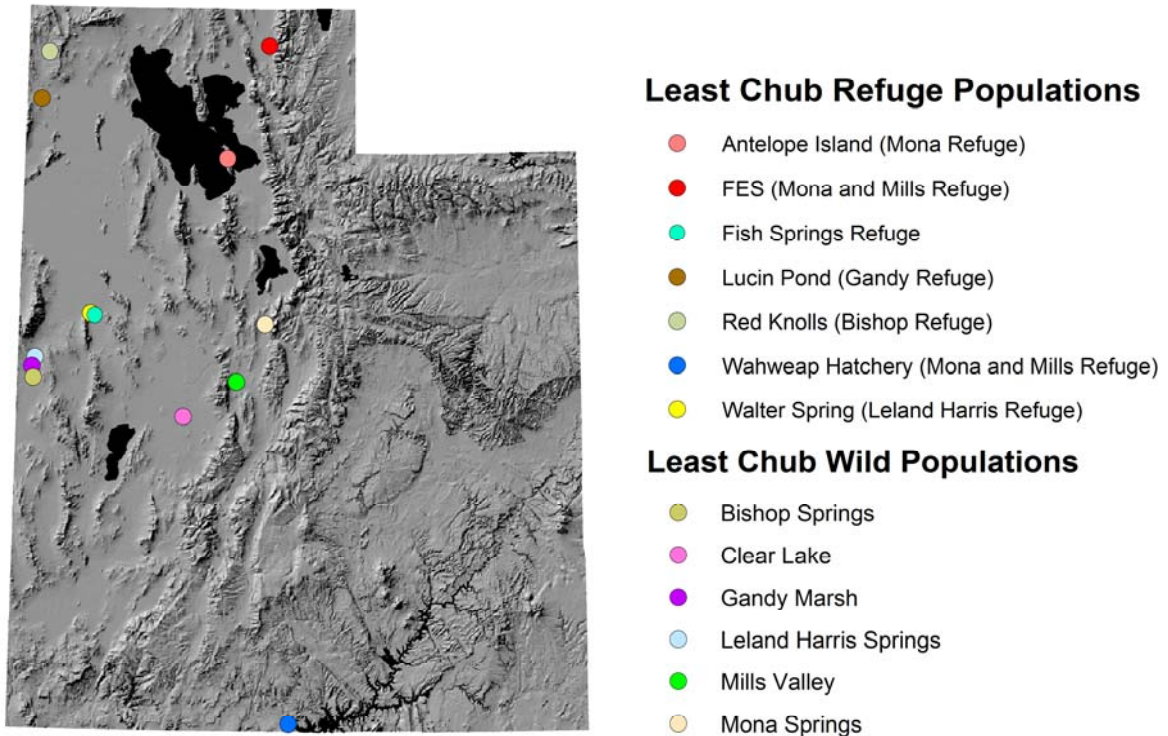 Least Chub Refuge Populations
Antelope Island (Mona Refuge)
FES (Mona and Mills Refuge)
Fish Springs Refuge
Lucin Pond (Gandy Refuge)
Red Knolls (Bishop Refuge)
Wahweap Hatchery (Mona and Mills Refuge)
Walter Spring (Leland Harris Refuge)
Least Chub Wild Populations
Bishop Springs
Clear Lake
Gandy Marsh
Leland Harris Springs
Mills Valley
Mona Springs